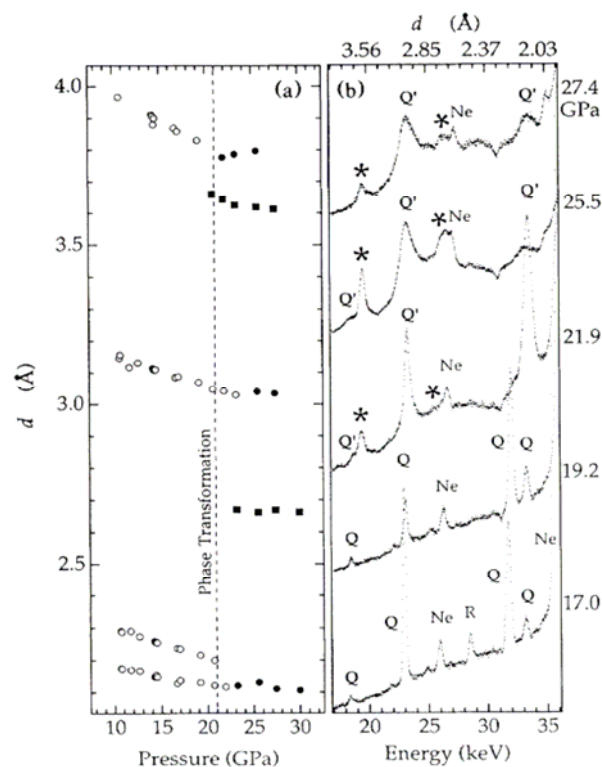 d (Å)
3.56 2.85 2.37 2.03
(a)
(b)
4.0
3.5
3.0
2.5
d (Å)
Phase Transformation
10 15 20 25 30
Pressure (GPa)
Q' * Ne Q' 27.4
GPa
*
Q' * Ne Q' 25.5
*
Q'
Q' 21.9
* Ne
Q' *
Q Q Q 19.2
Ne
Q
Ne
Q Q Q 17.0
Ne R
Q
20 25 30 35
Energy (keV)